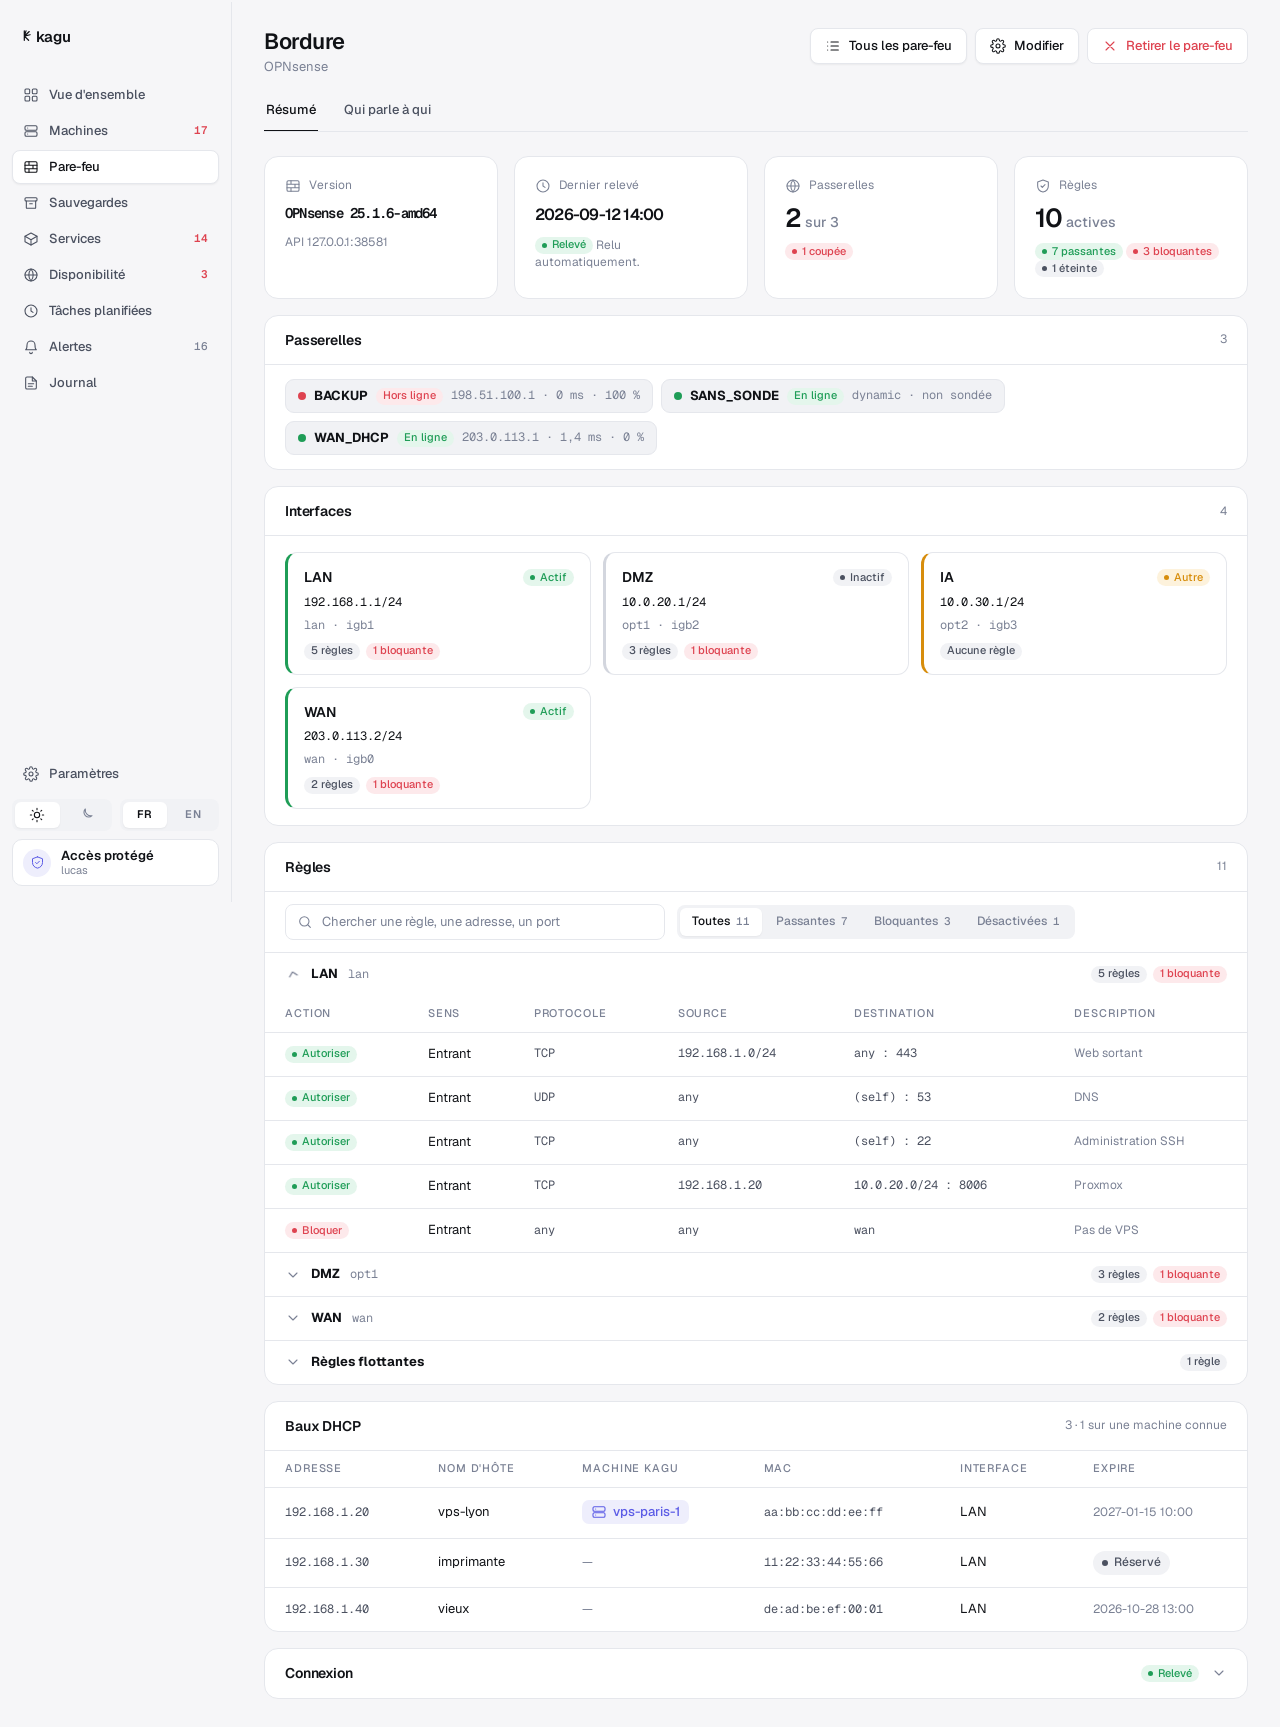 kagu
Vue d'ensemble
Machines 17
Pare-feu
Sauvegardes
Services 14
Disponibilité 3
Tâches planifiées
Alertes 16
Journal
Paramètres
FR EN
Accès protégé
lucas
Bordure
OPNsense
Tous les pare-feu
Modifier
Retirer le pare-feu
Résumé
Qui parle à qui
Version
OPNsense 25.1.6-amd64
API 127.0.0.1:38581
Dernier relevé
2026-09-12 14:00
Relevé Relu
automatiquement.
Passerelles
2 sur 3
1 coupée
Règles
10 actives
7 passantes 3 bloquantes
1 éteinte
Passerelles 3
BACKUP Hors ligne 198.51.100.1 · 0 ms · 100 %
SANS_SONDE En ligne dynamic · non sondée
WAN_DHCP En ligne 203.0.113.1 · 1,4 ms · 0 %
Interfaces 4
LAN Actif
192.168.1.1/24
lan · igb1
5 règles 1 bloquante
DMZ Inactif
10.0.20.1/24
opt1 · igb2
3 règles 1 bloquante
IA Autre
10.0.30.1/24
opt2 · igb3
Aucune règle
WAN Actif
203.0.113.2/24
wan · igb0
2 règles 1 bloquante
Règles 11
Chercher une règle, une adresse, un port
Toutes 11 Passantes 7 Bloquantes 3 Désactivées 1
LAN lan 5 règles 1 bloquante
ACTION SENS PROTOCOLE SOURCE DESTINATION DESCRIPTION
Autoriser Entrant TCP 192.168.1.0/24 any : 443 Web sortant
Autoriser Entrant UDP any (self) : 53 DNS
Autoriser Entrant TCP any (self) : 22 Administration SSH
Autoriser Entrant TCP 192.168.1.20 10.0.20.0/24 : 8006 Proxmox
Bloquer Entrant any any wan Pas de VPS
DMZ opt1 3 règles 1 bloquante
WAN wan 2 règles 1 bloquante
Règles flottantes 1 règle
Baux DHCP 3 · 1 sur une machine connue
ADRESSE NOM D'HÔTE MACHINE KAGU MAC INTERFACE EXPIRE
192.168.1.20 vps-lyon vps-paris-1 aa:bb:cc:dd:ee:ff LAN 2027-01-15 10:00
192.168.1.30 imprimante — 11:22:33:44:55:66 LAN Réservé
192.168.1.40 vieux — de:ad:be:ef:00:01 LAN 2026-10-28 13:00
Connexion Relevé